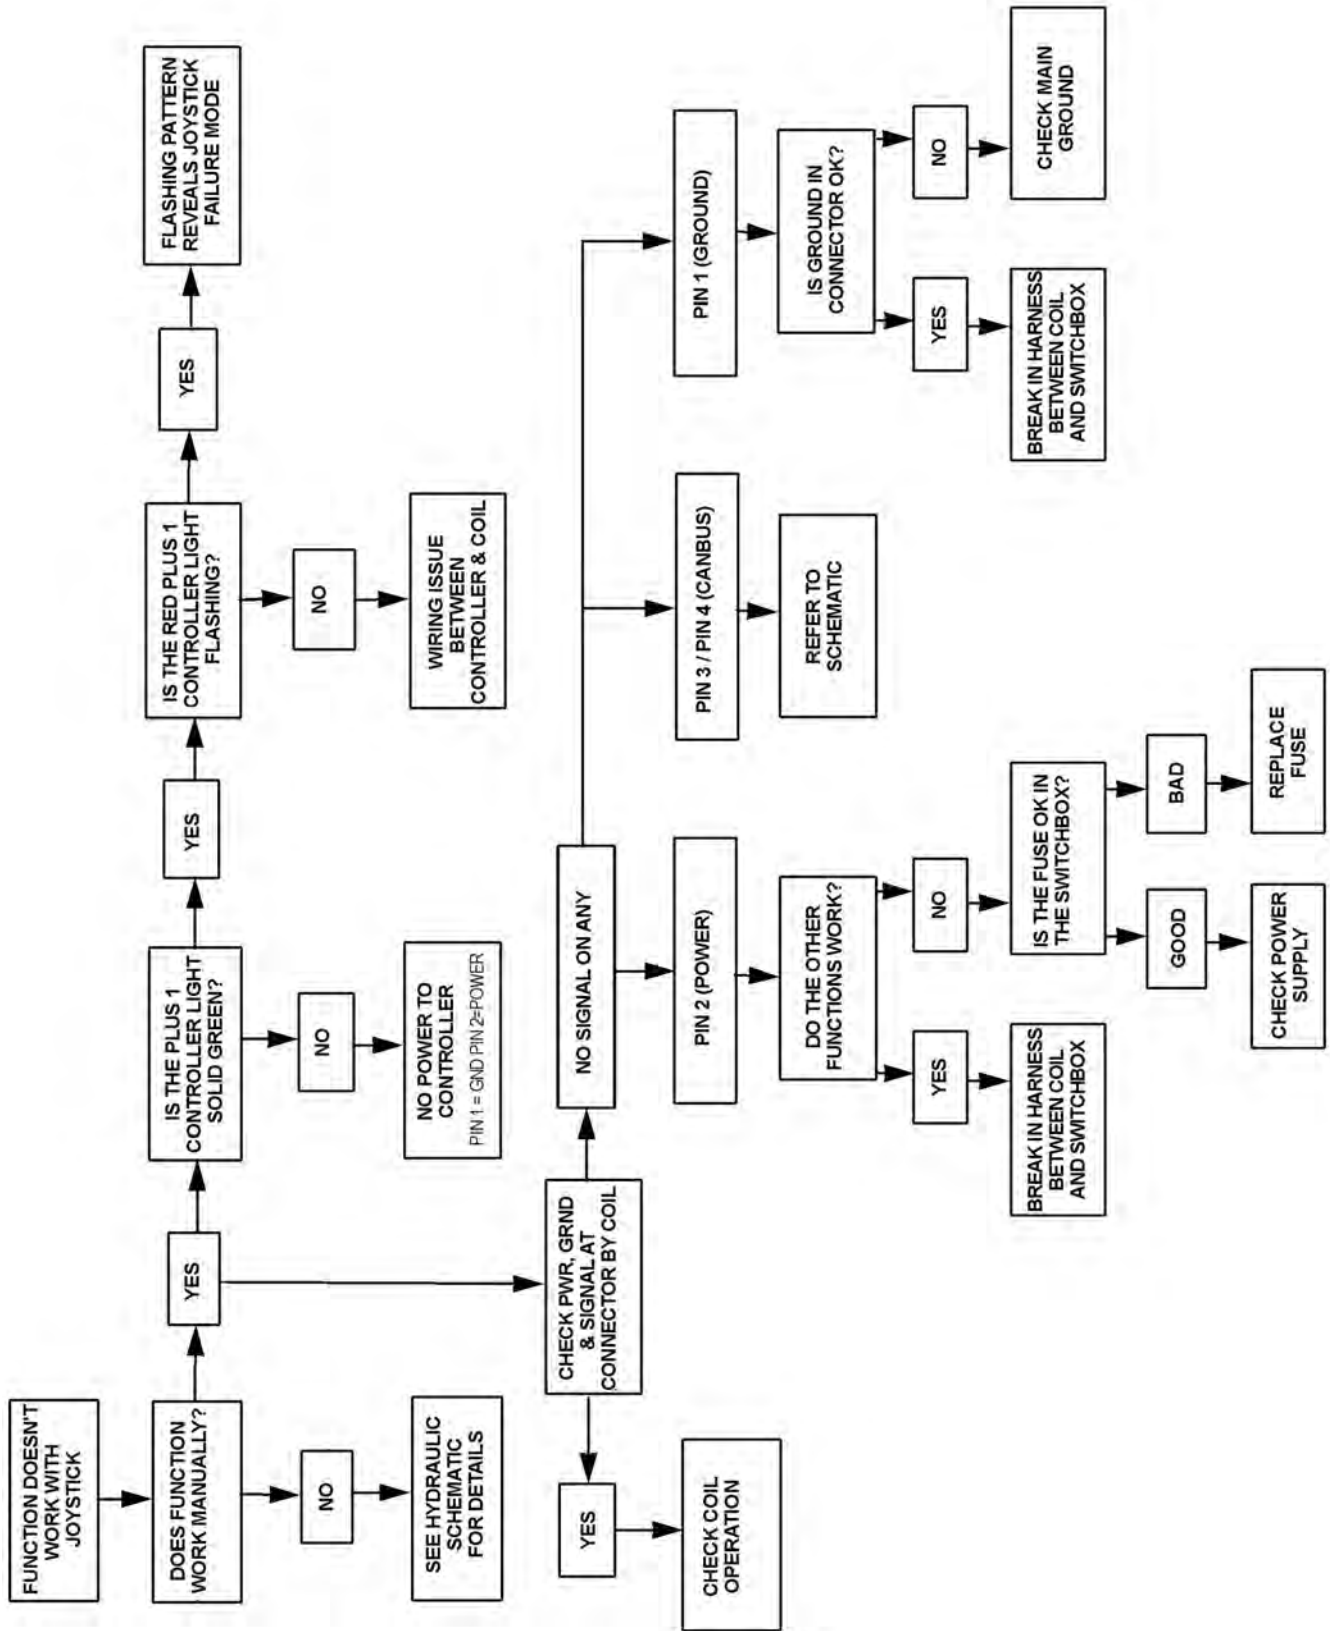 FUNCTION DOESN'T
WORK WITH
JOYSTICK
DOES FUNCTION
WORK MANUALLY?
YES
IS THE PLUS 1
CONTROLLER LIGHT
SOLID GREEN?
YES
IS THE RED PLUS 1
CONTROLLER LIGHT
FLASHING?
YES
FLASHING PATTERN
REVEALS JOYSTICK
FAILURE MODE
NO
SEE HYDRAULIC
SCHEMATIC
FOR DETAILS
NO
NO POWER TO
CONTROLLER
PIN 1 = GND PIN 2=POWER
NO
WIRING ISSUE
BETWEEN
CONTROLLER & COIL
CHECK PWR, GRND
& SIGNAL AT
CONNECTOR BY COIL
YES
CHECK COIL
OPERATION
NO SIGNAL ON ANY
PIN 2 (POWER)
PIN 3 / PIN 4 (CANBUS)
PIN 1 (GROUND)
DO THE OTHER
FUNCTIONS WORK?
REFER TO
SCHEMATIC
IS GROUND IN
CONNECTOR OK?
YES
NO
YES
NO
BREAK IN HARNESS
BETWEEN COIL
AND SWITCHBOX
IS THE FUSE OK IN
THE SWITCHBOX?
BREAK IN HARNESS
BETWEEN COIL
AND SWITCHBOX
CHECK MAIN
GROUND
GOOD
BAD
CHECK POWER
SUPPLY
REPLACE
FUSE